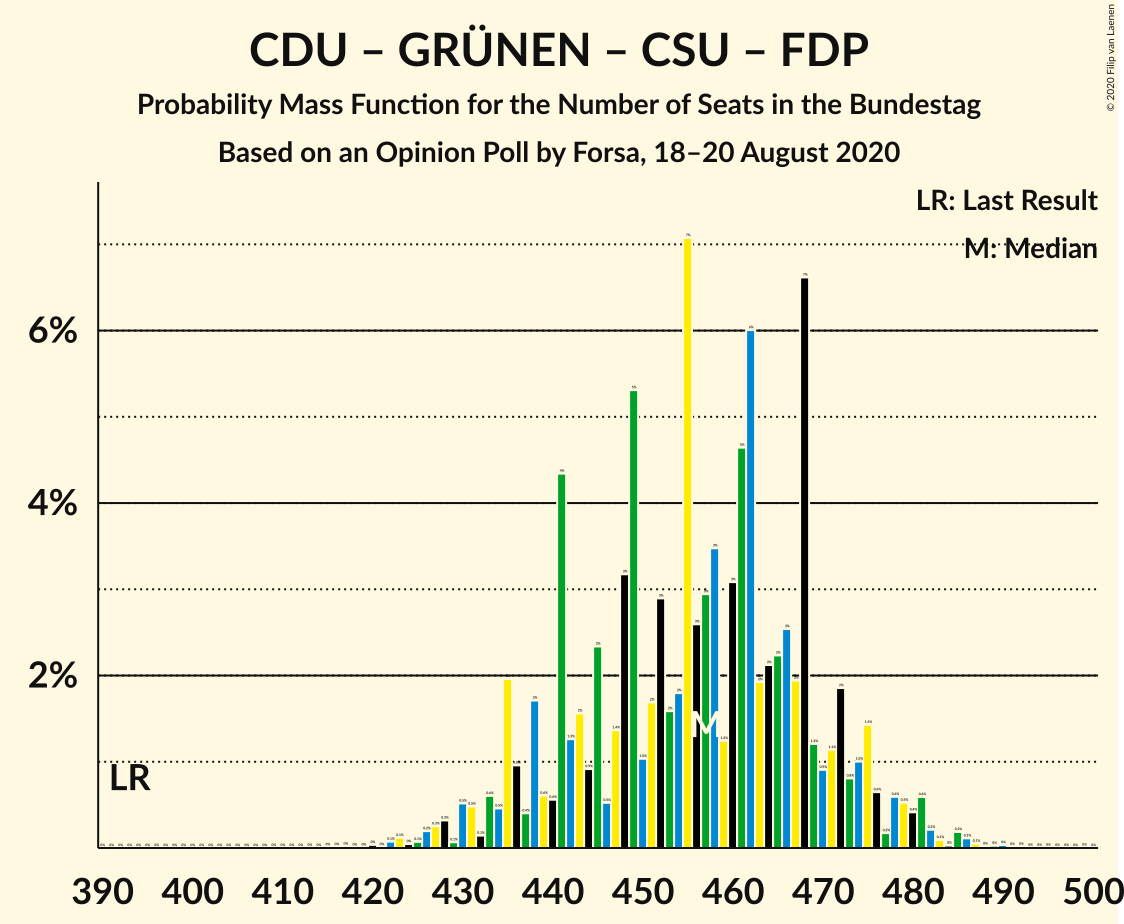 CDU – GRÜNEN – CSU – FDP
Probability Mass Function for the Number of Seats in the Bundestag
Based on an Opinion Poll by Forsa, 18–20 August 2020
© 2020 Filip van Laenen
LR: Last Result
M: Median
6%
4%
2%
LR
M
390 400 410 420 430 440 450 460 470 480 490 500